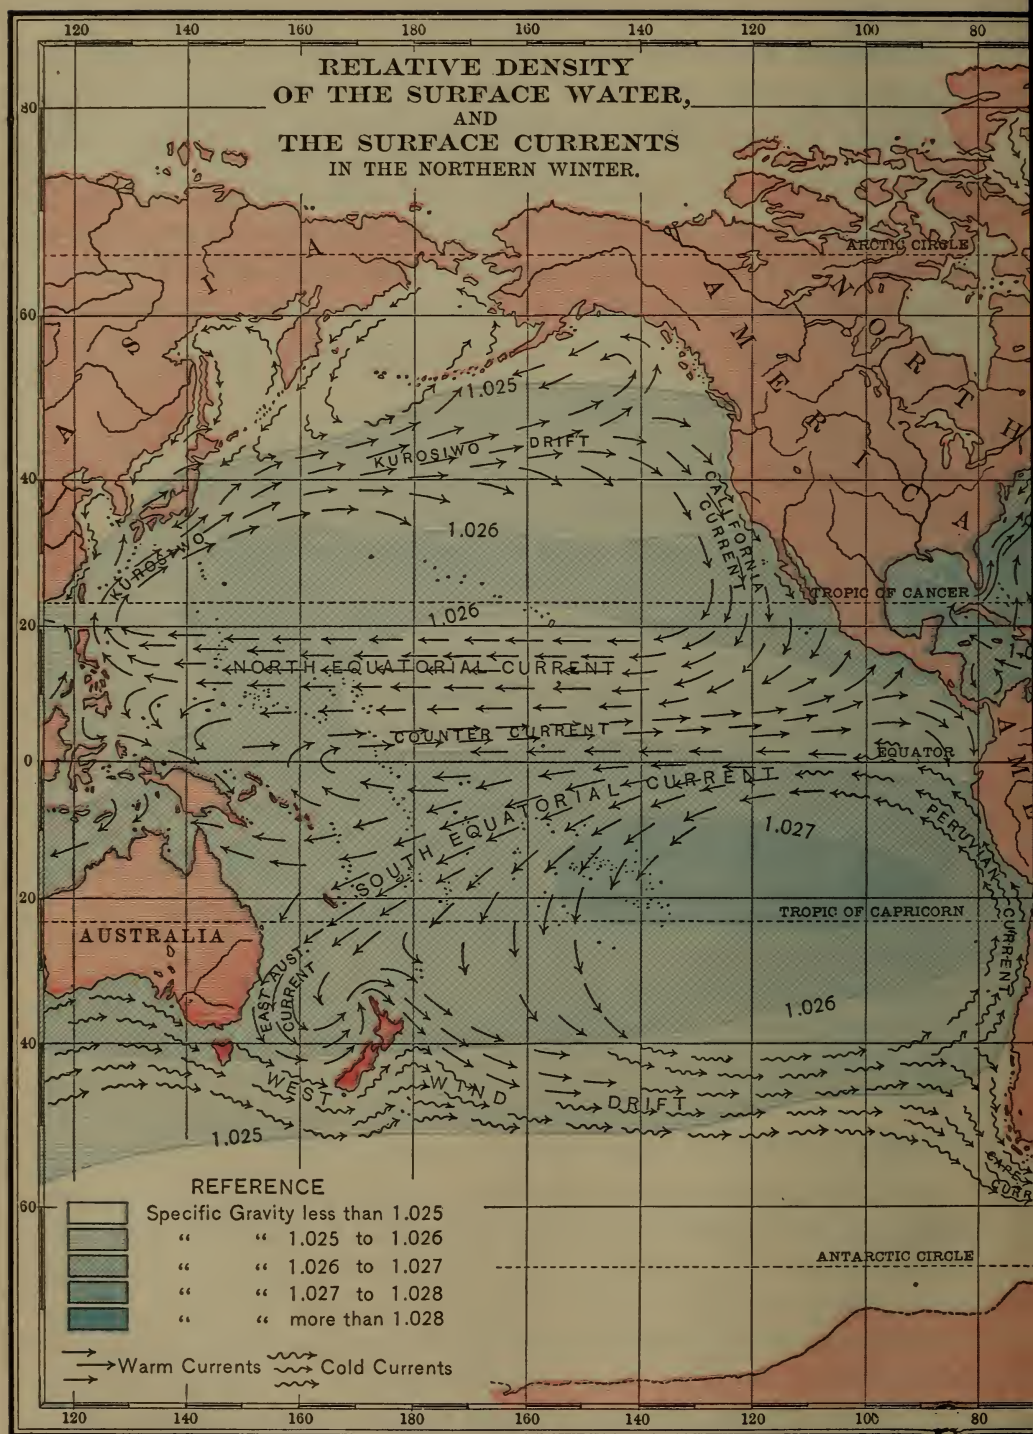 120 140 160 180 160 140 120 100 80
RELATIVE DENSITY
OF THE SURFACE WATER,
AND
THE SURFACE CURRENTS
IN THE NORTHERN WINTER.
80
ARCTIC CIRCLE
ASIA
NORTH
AMERICA
60
1.025
KUROSIWO DRIFT
40
CALIFORNIA
CURRENT
1.026
KUROSIWO
TROPIC OF CANCER
1.026
20
NORTH EQUATORIAL CURRENT
COUNTER CURRENT
0
EQUATOR
SOUTH EQUATORIAL CURRENT
1.027
PERUVIAN CURRENT
AME
20
TROPIC OF CAPRICORN
AUSTRALIA
EAST AUST.
CURRENT
1.026
40
WEST WIND DRIFT
1.025
CAPE
CURR
60
REFERENCE
Specific Gravity less than 1.025
“ “ 1.025 to 1.026
“ “ 1.026 to 1.027
“ “ 1.027 to 1.028
“ “ more than 1.028
Warm Currents Cold Currents
ANTARCTIC CIRCLE
120 140 160 180 160 140 120 100 80